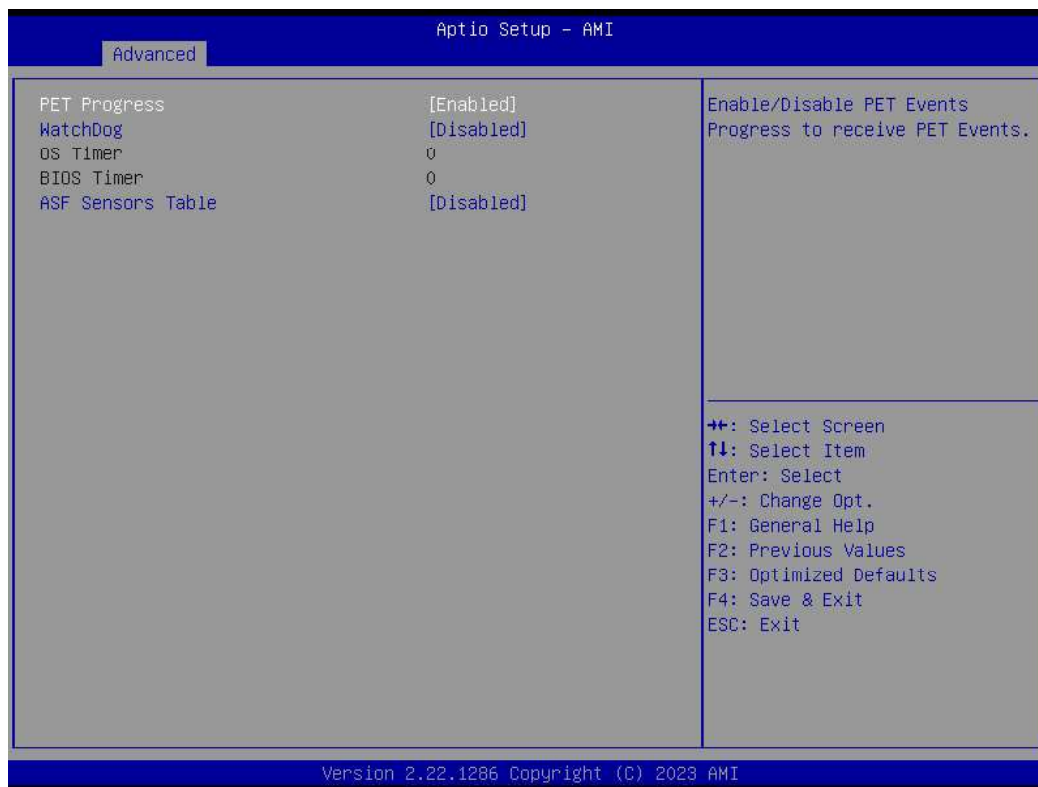 Aptio Setup – AMI
Advanced
PET Progress [Enabled]
WatchDog [Disabled]
OS Timer 0
BIOS Timer 0
ASF Sensors Table [Disabled]
Enable/Disable PET Events
Progress to receive PET Events.
→←: Select Screen
↑↓: Select Item
Enter: Select
+/-: Change Opt.
F1: General Help
F2: Previous Values
F3: Optimized Defaults
F4: Save & Exit
ESC: Exit
Version 2.22.1286 Copyright (C) 2023 AMI